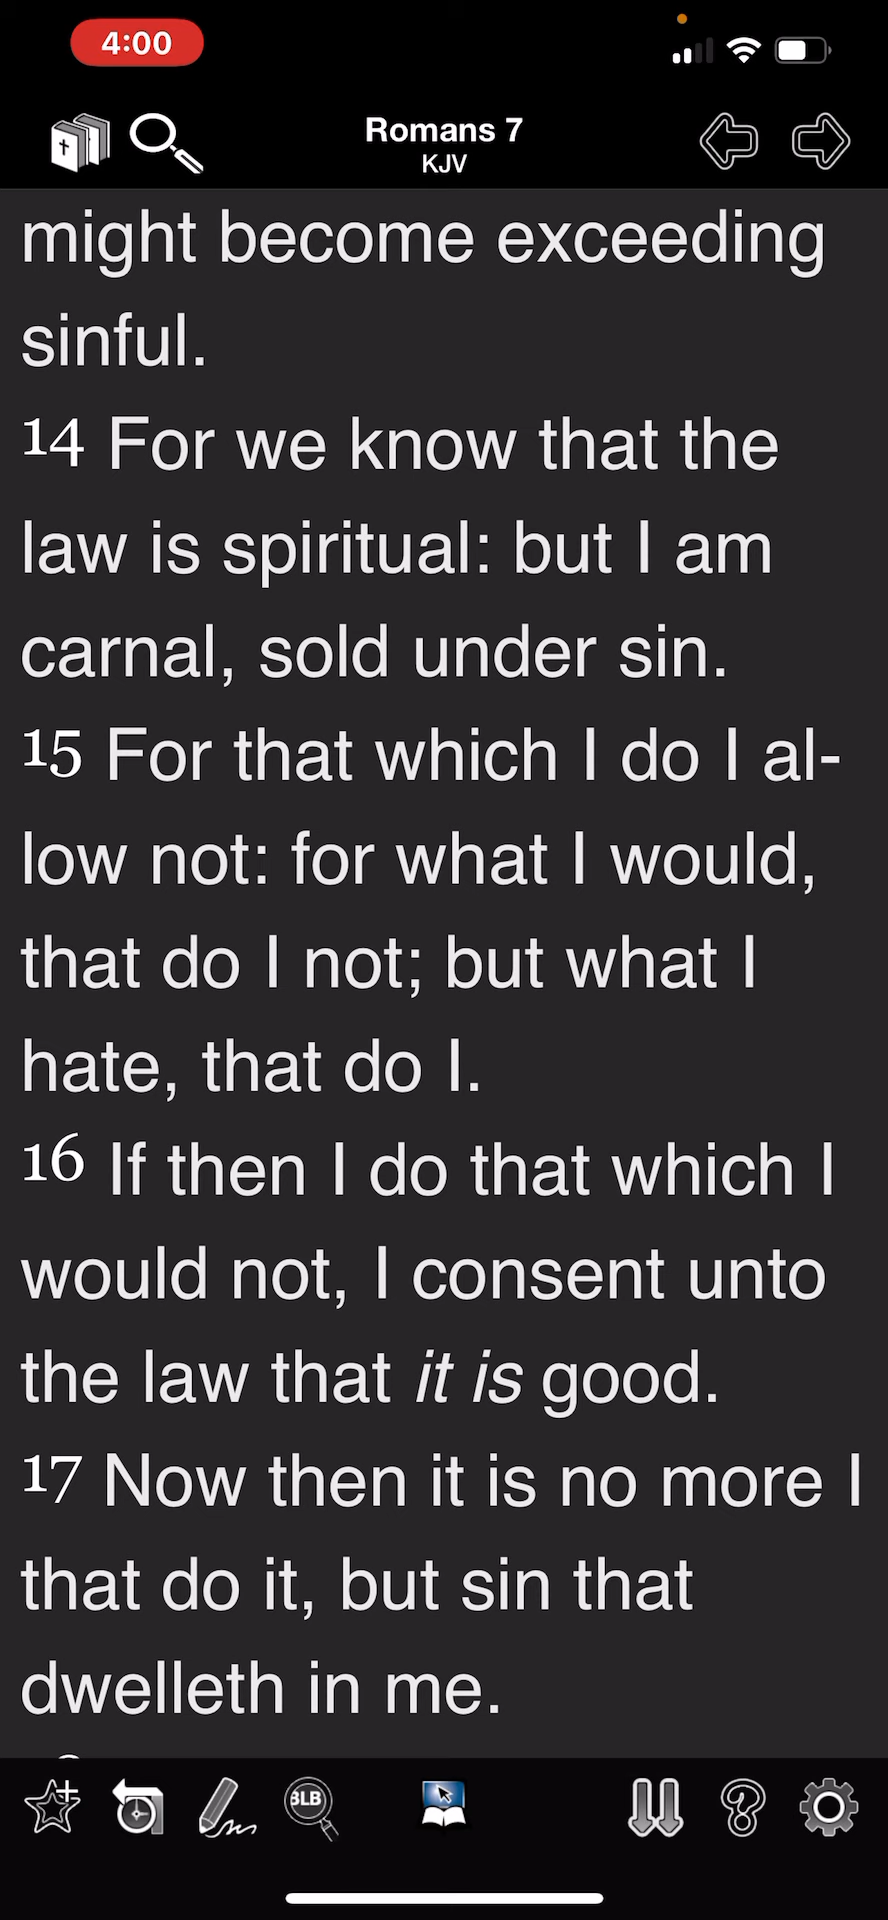 4:00
Romans 7
KJV
might become exceeding
sinful.
14 For we know that the
law is spiritual: but I am
carnal, sold under sin.
15 For that which I do I al-
low not: for what I would,
that do I not; but what I
hate, that do I.
16 If then I do that which I
would not, I consent unto
the law that it is good.
17 Now then it is no more I
that do it, but sin that
dwelleth in me.
BLB